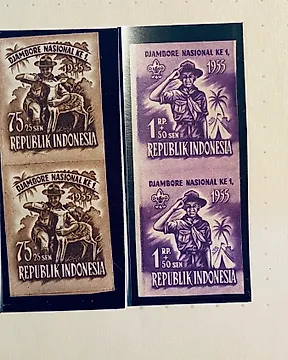 DJAMBORE NASIONAL KE 1,
1955
75
+25 SEN
REPUBLIK INDONESIA
DJAMBORE NASIONAL KE 1,
1955
75
+25 SEN
REPUBLIK INDONESIA
DJAMBORE NASIONAL KE 1,
1955
1 RP.
+ 50 SEN
REPUBLIK INDONESIA
DJAMBORE NASIONAL KE 1,
1955
1 RP.
+ 50 SEN
REPUBLIK INDONESIA